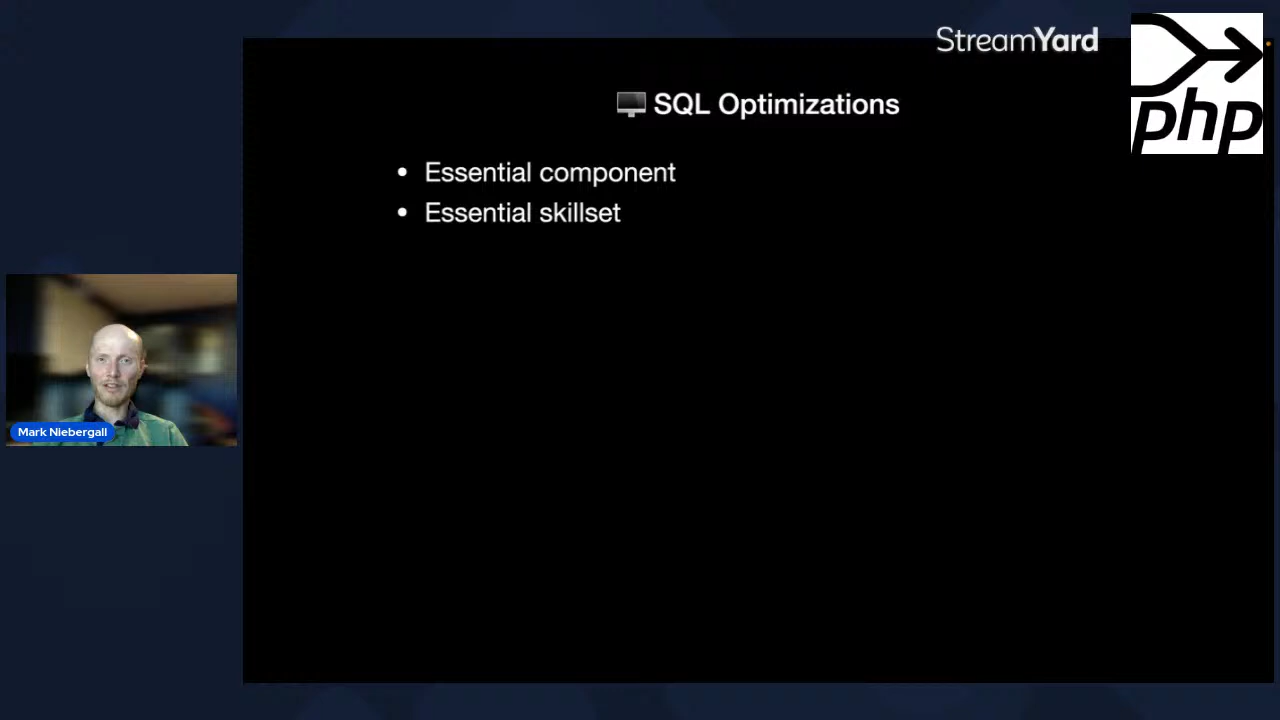 StreamYard
php
🖥️ SQL Optimizations
• Essential component
• Essential skillset
Mark Niebergall